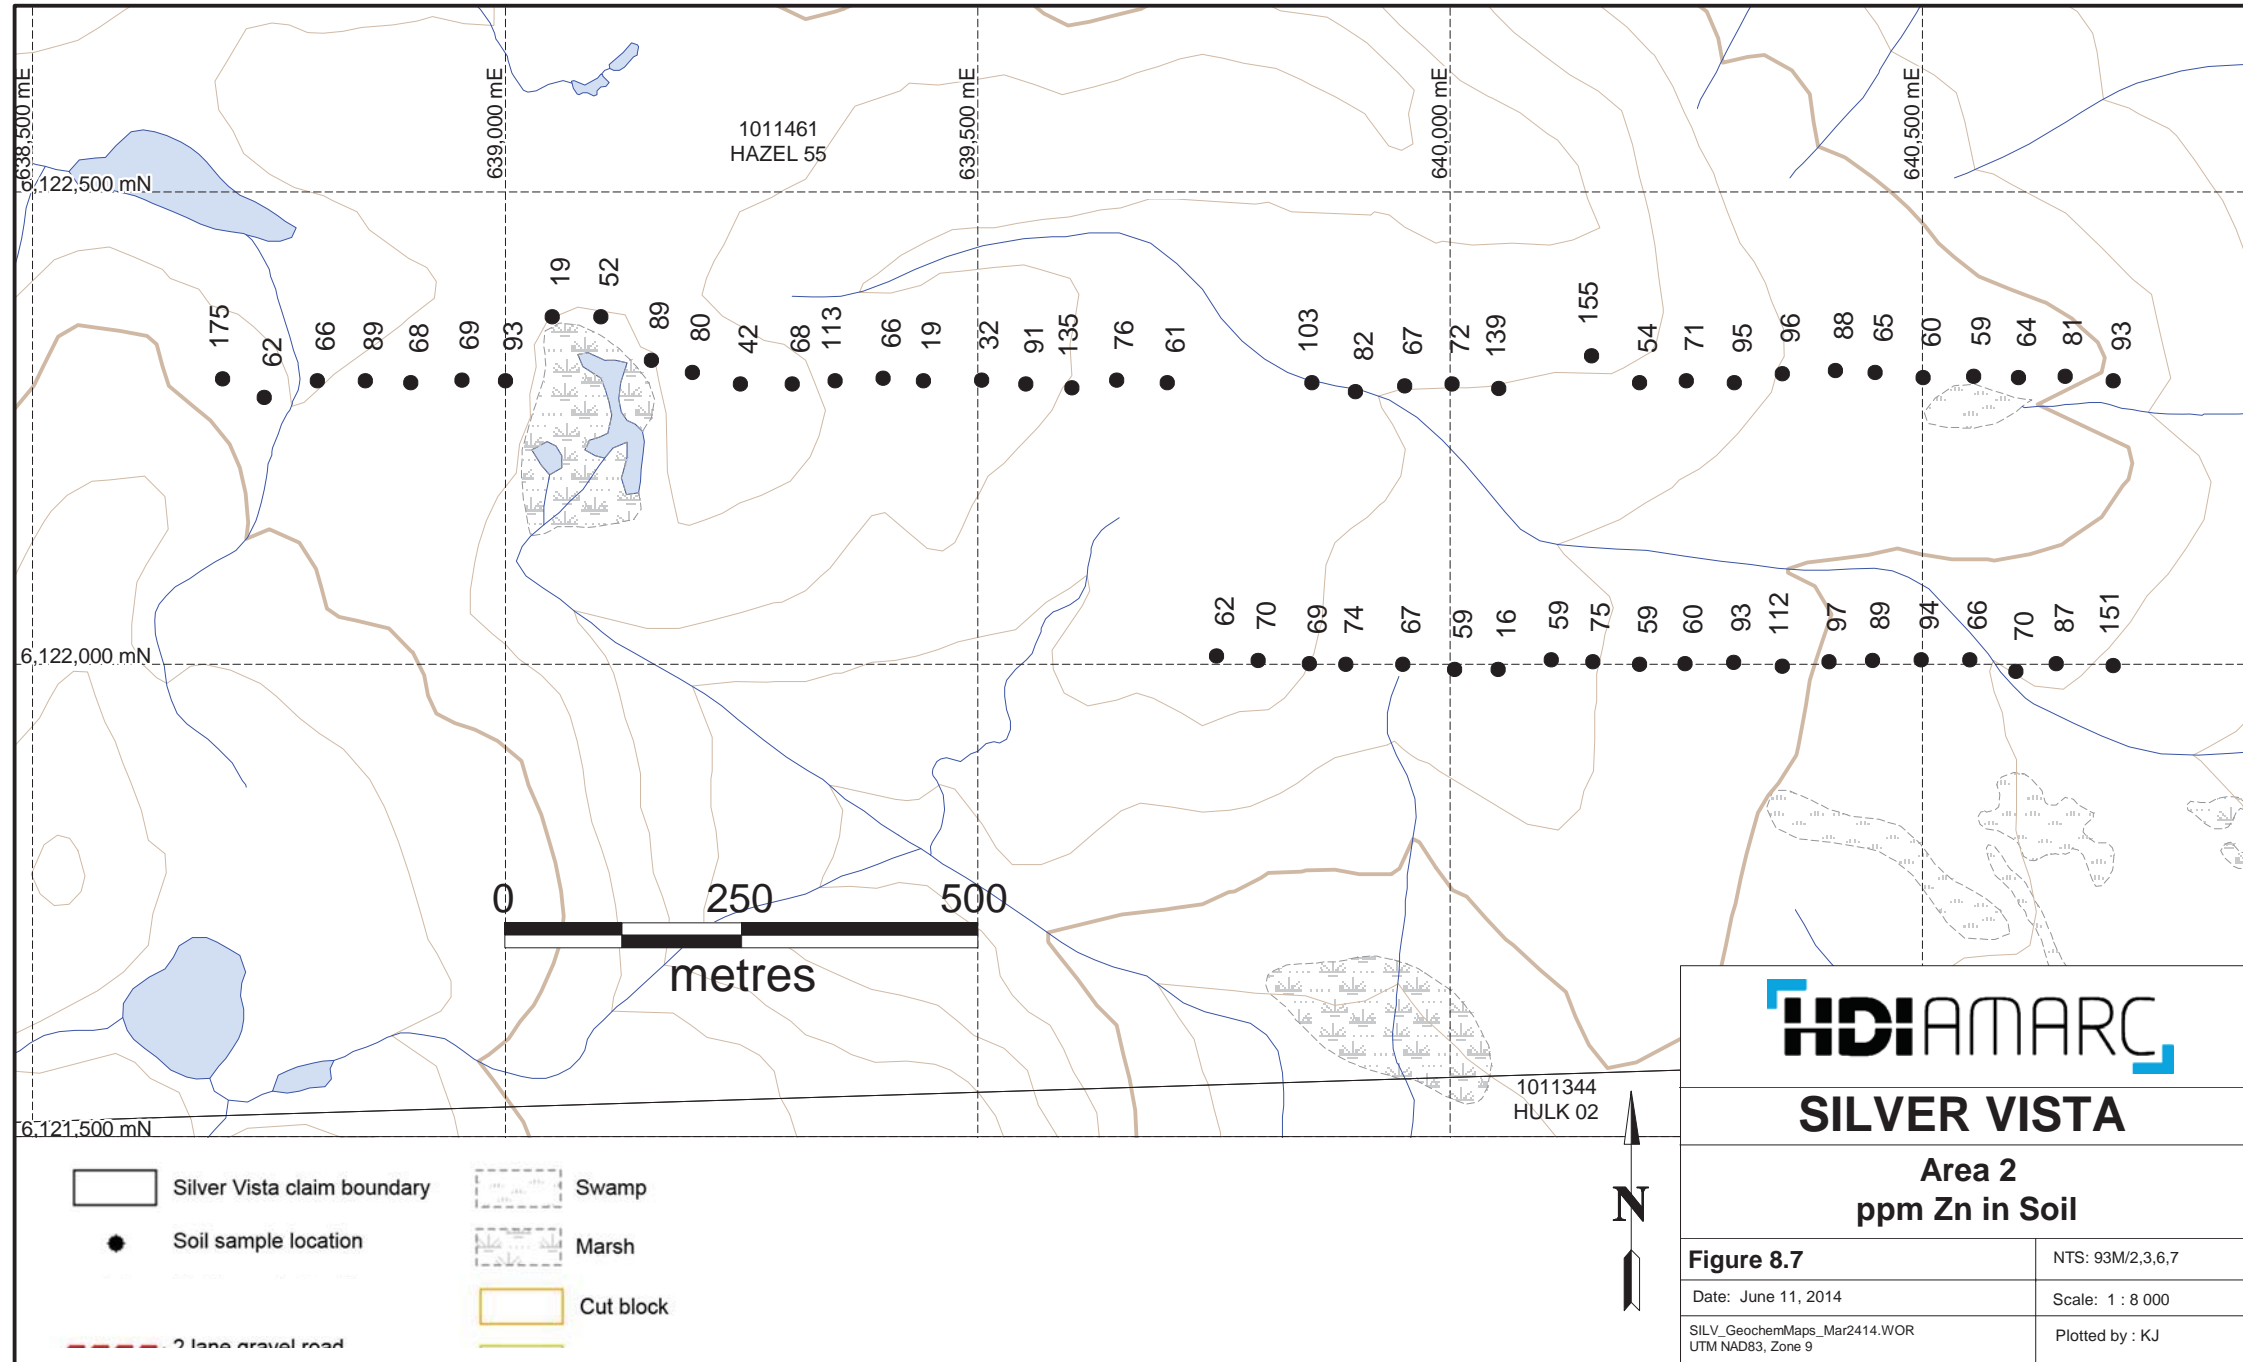 638,500 mE
639,000 mE
639,500 mE
640,000 mE
640,500 mE
1011461
HAZEL 55
6,122,500 mN
175
62
66
89
68
69
93
19
52
89
80
42
68
113
66
19
32
91
135
76
61
103
82
67
72
139
155
54
71
95
96
88
65
60
59
64
81
93
62
70
69
74
67
59
16
59
75
59
60
93
112
97
89
94
66
70
87
151
6,122,000 mN
0 250 500
metres
1011344
HULK 02
6,121,500 mN
Silver Vista claim boundary
Soil sample location
2 lane gravel road
Swamp
Marsh
Cut block
N
HDI AMARC
SILVER VISTA
Area 2
ppm Zn in Soil
Figure 8.7
NTS: 93M/2,3,6,7
Date: June 11, 2014
Scale: 1 : 8 000
SILV_GeochemMaps_Mar2414.WOR
UTM NAD83, Zone 9
Plotted by : KJ